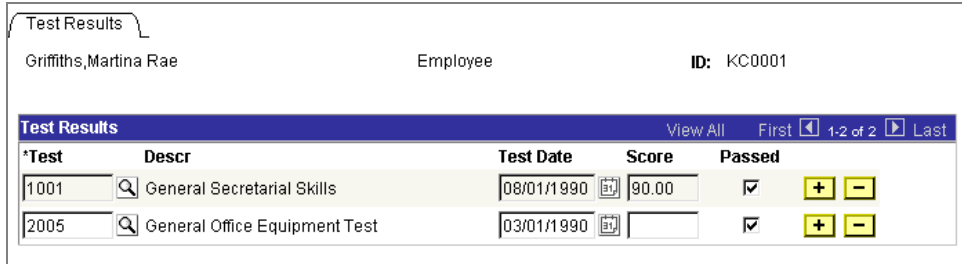 Test Results
Griffiths,Martina Rae Employee ID: KC0001
Test Results View All First 1-2 of 2 Last
*Test Descr Test Date Score Passed
1001 General Secretarial Skills 08/01/1990 31 90.00 + -
2005 General Office Equipment Test 03/01/1990 31 + -